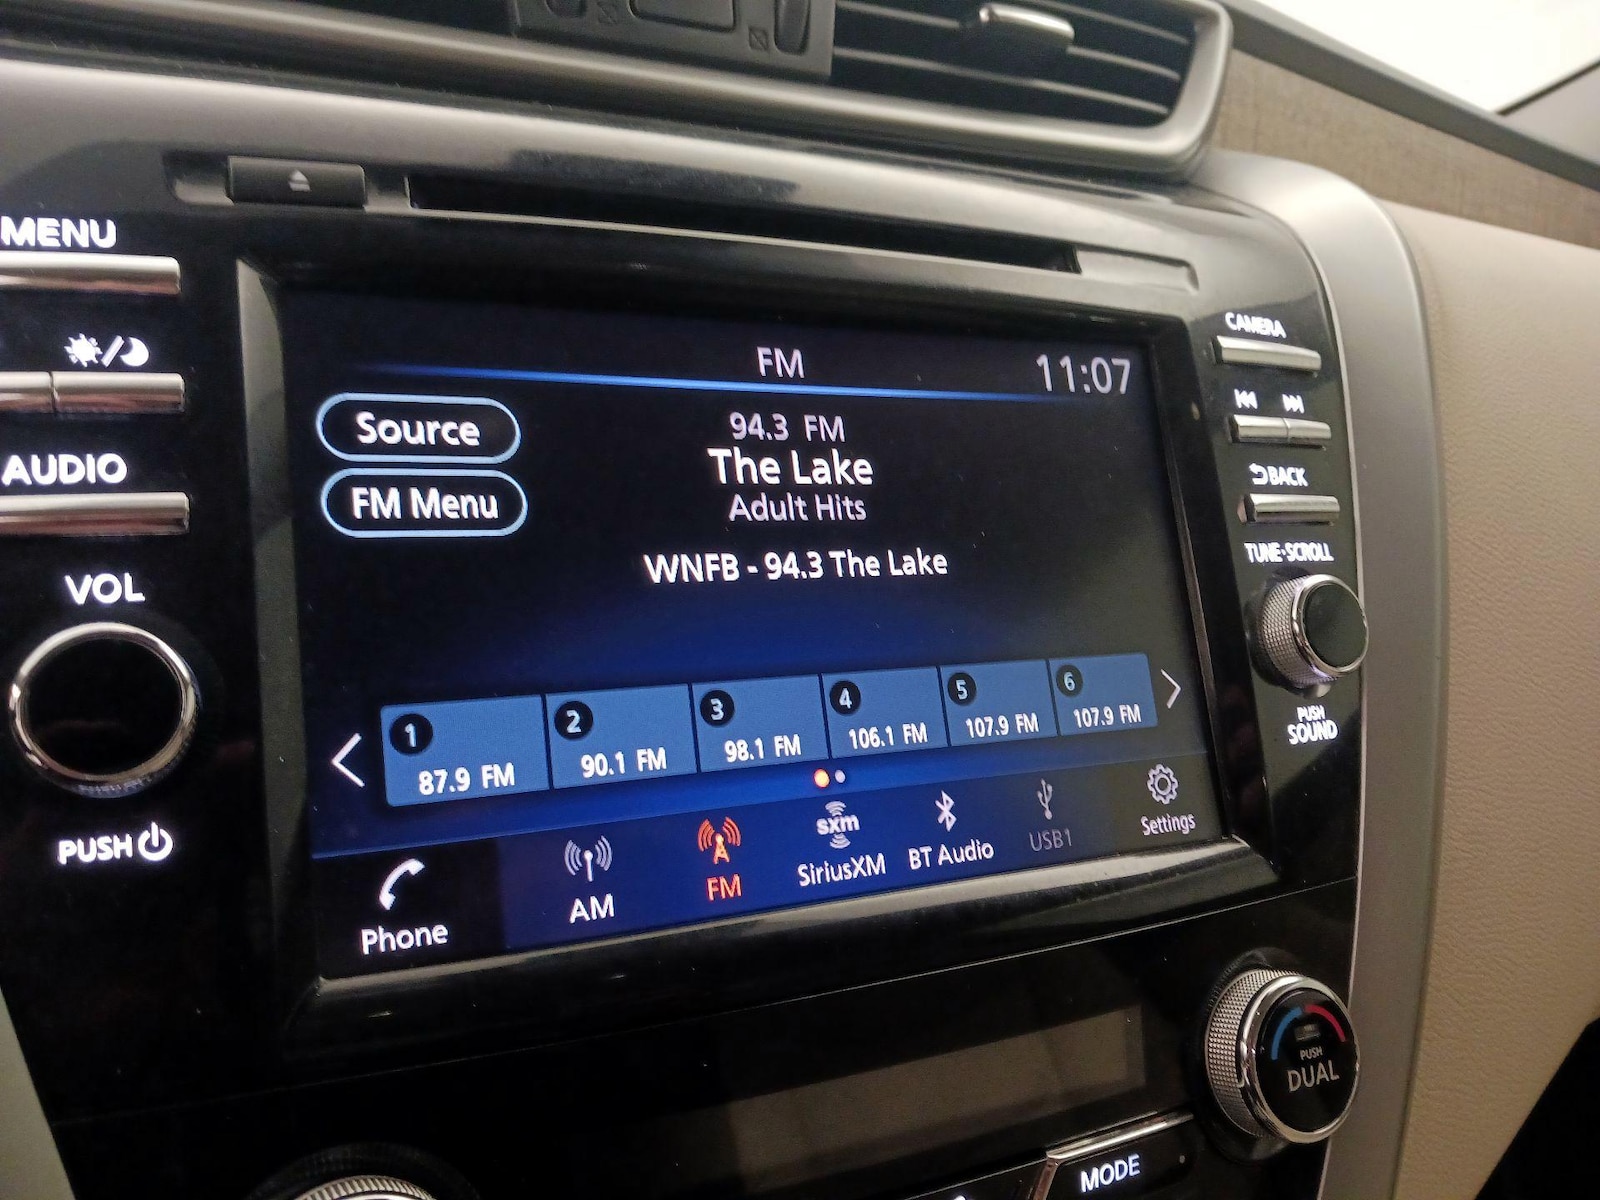 MENU
AUDIO
VOL
PUSH
FM
11:07
Source
FM Menu
94.3 FM
The Lake
Adult Hits
WNFB - 94.3 The Lake
1
87.9 FM
2
90.1 FM
3
98.1 FM
4
106.1 FM
5
107.9 FM
6
107.9 FM
Phone
AM
FM
sxm
SiriusXM
BT Audio
USB1
Settings
CAMERA
BACK
TUNE·SCROLL
PUSH
SOUND
PUSH
DUAL
MODE